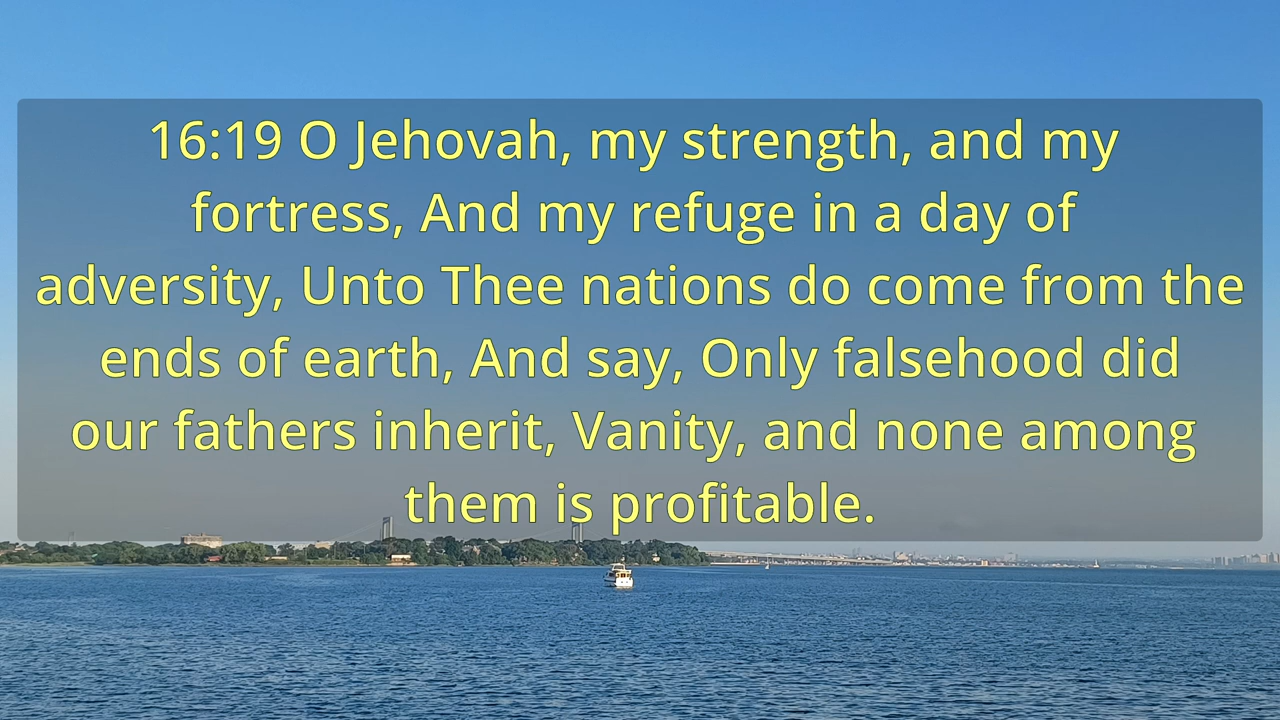 16:19 O Jehovah, my strength, and my
fortress, And my refuge in a day of
adversity, Unto Thee nations do come from the
ends of earth, And say, Only falsehood did
our fathers inherit, Vanity, and none among
them is profitable.